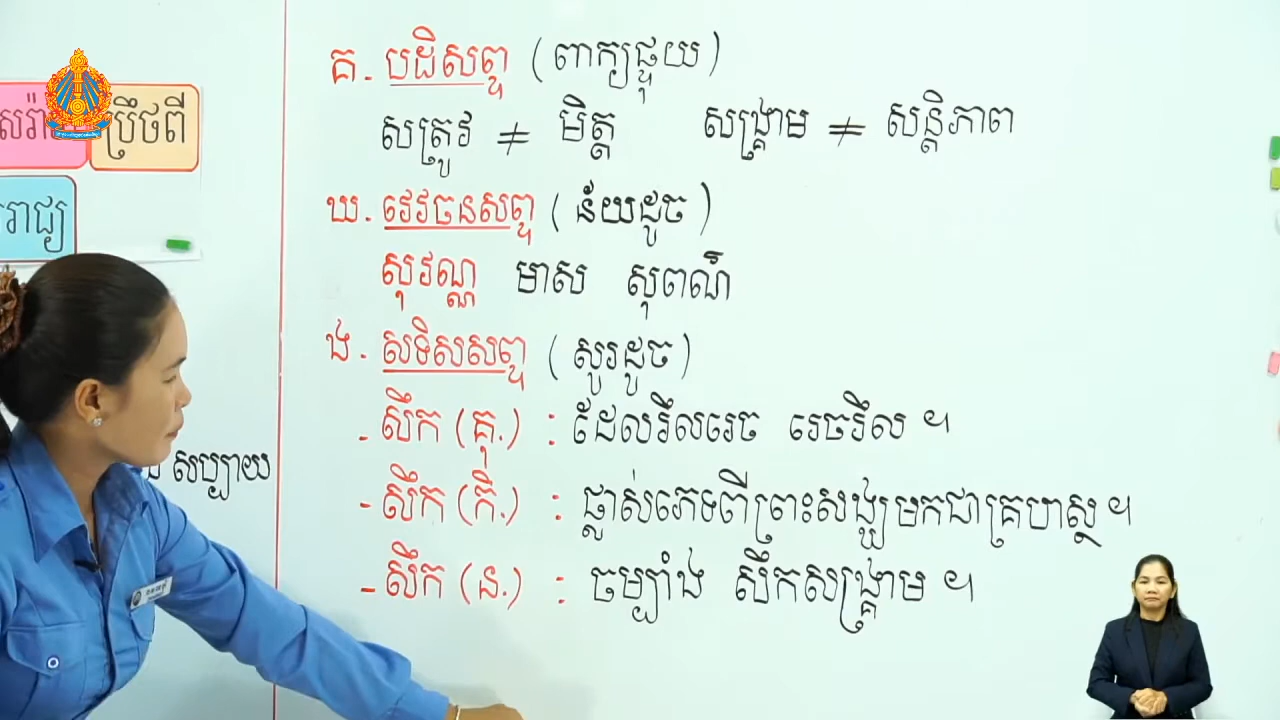 គ. បដិសព្ទ (ពាក្យផ្ទុយ)
សត្រូវ ≠ មិត្ត សង្គ្រាម ≠ សន្តិភាព
ឃ. វេវចនសព្ទ (ន័យដូច)
សុវណ្ណ មាស សុពណ៌
ង. សទិសសព្ទ (សូរដូច)
- សឹក (គុ.) : ដែលរឹលរេច រេចរឹល ។
- សឹក (កិ.) : ផ្លាស់ភេទពីព្រះសង្ឃមកជាគ្រហស្ថ ។
- សឹក (ន.) : ចម្បាំង សឹកសង្គ្រាម ។
ប្រឹថពី
រាជ្យ
សប្បាយ